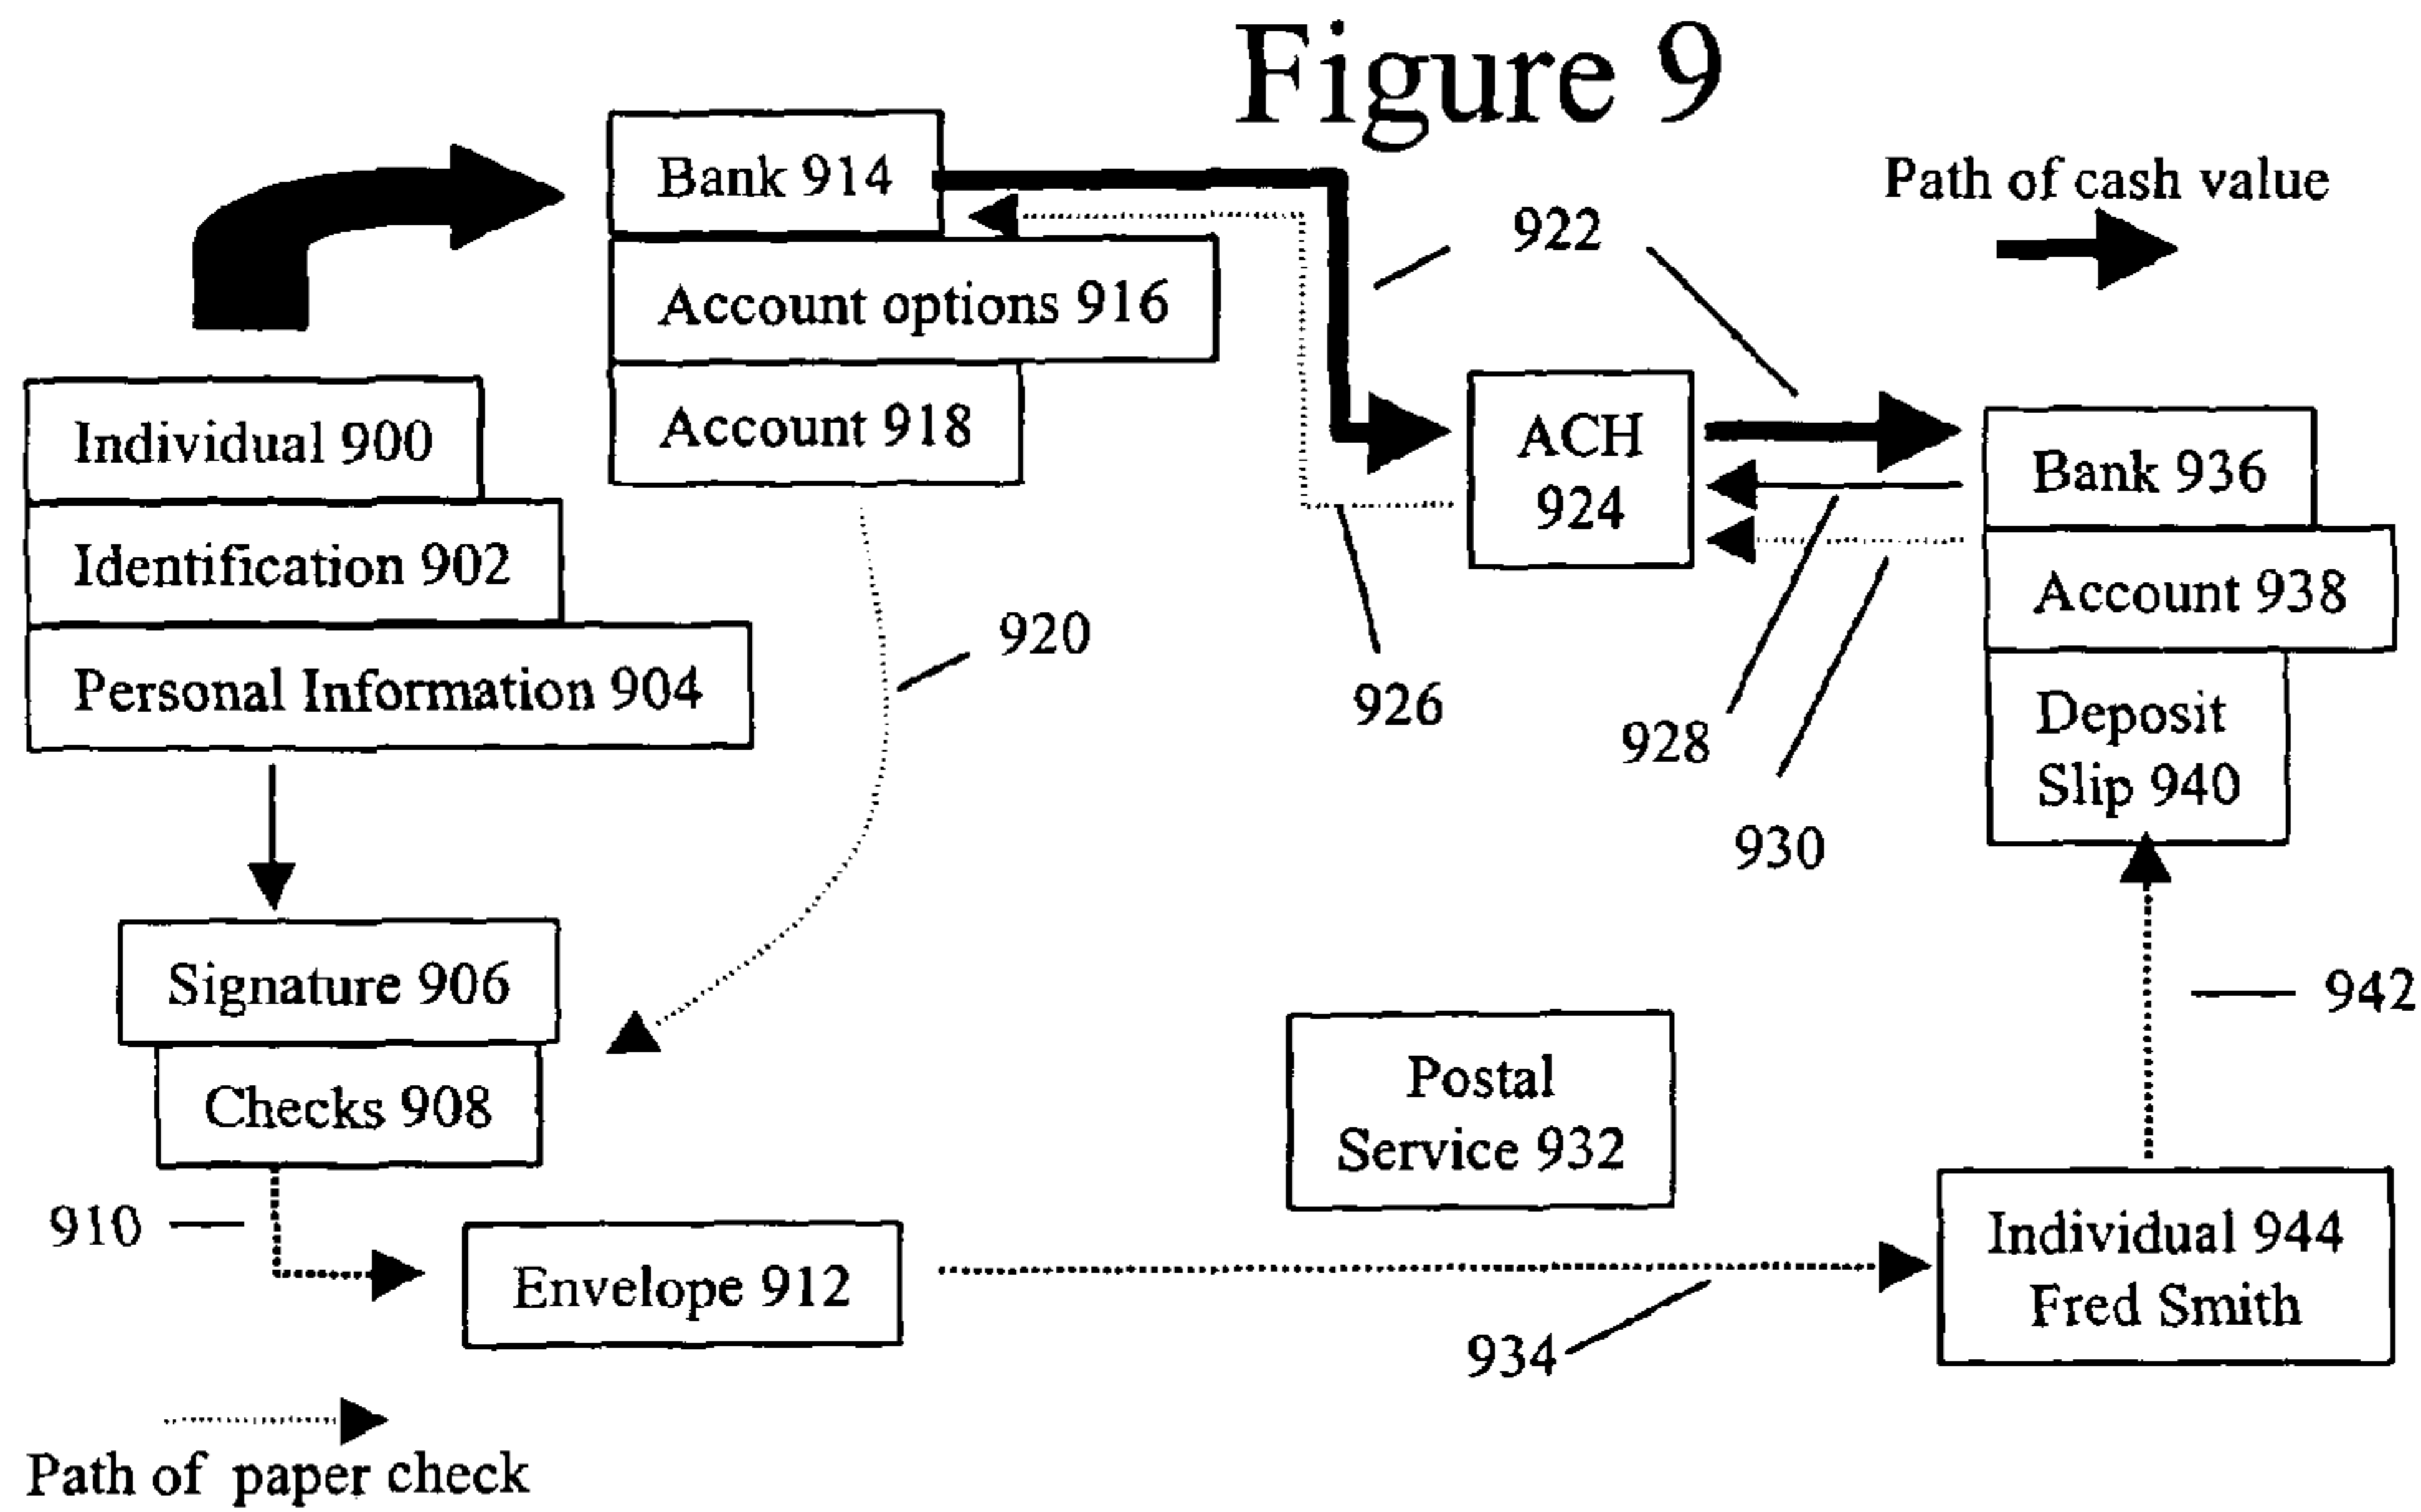 Figure 9
Bank 914
Path of cash value
922
Account options 916
Individual 900
Account 918
ACH
924
Bank 936
Identification 902
Account 938
920
Personal Information 904
926
928
Deposit
Slip 940
930
Signature 906
942
Postal
Service 932
Checks 908
910
Envelope 912
Individual 944
Fred Smith
934
Path of paper check